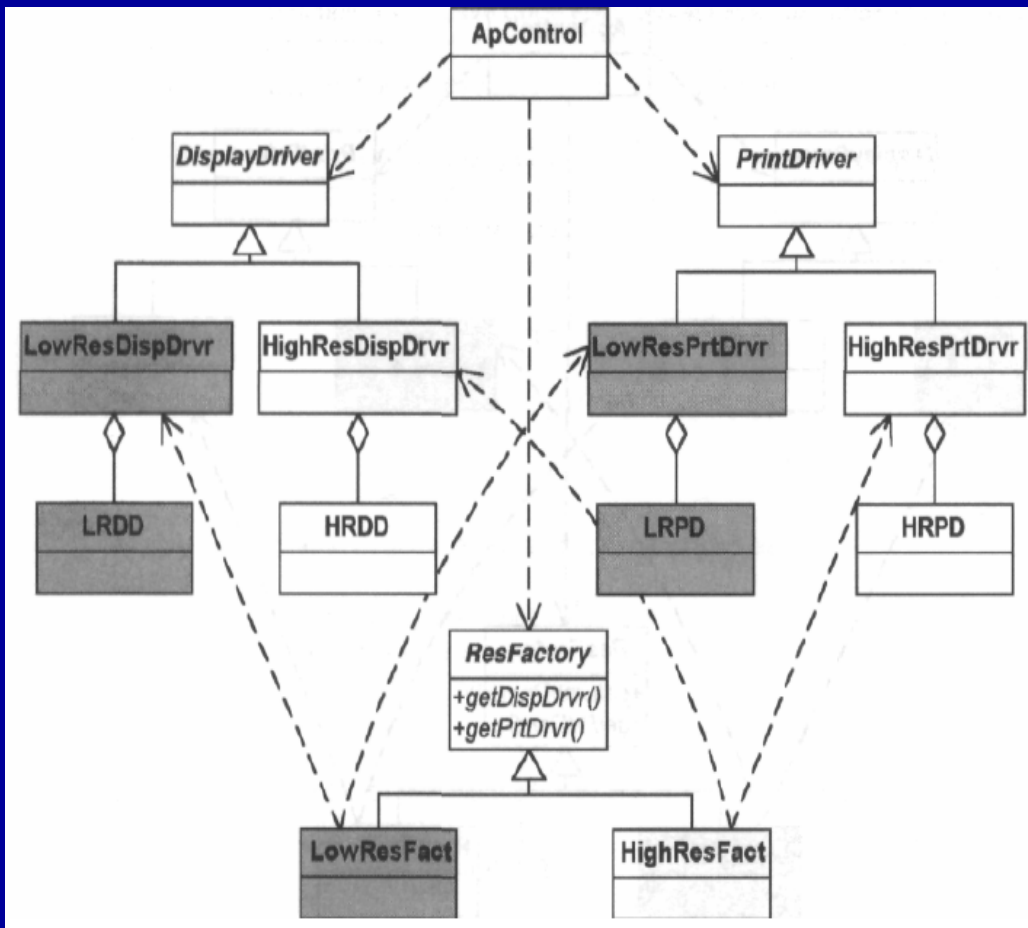 ApControl
DisplayDriver
PrintDriver
LowResDispDrvr
HighResDispDrvr
LowResPrtDrvr
HighResPrtDrvr
LRDD
HRDD
LRPD
HRPD
ResFactory
+getDispDrvr()
+getPrtDrvr()
LowResFact
HighResFact